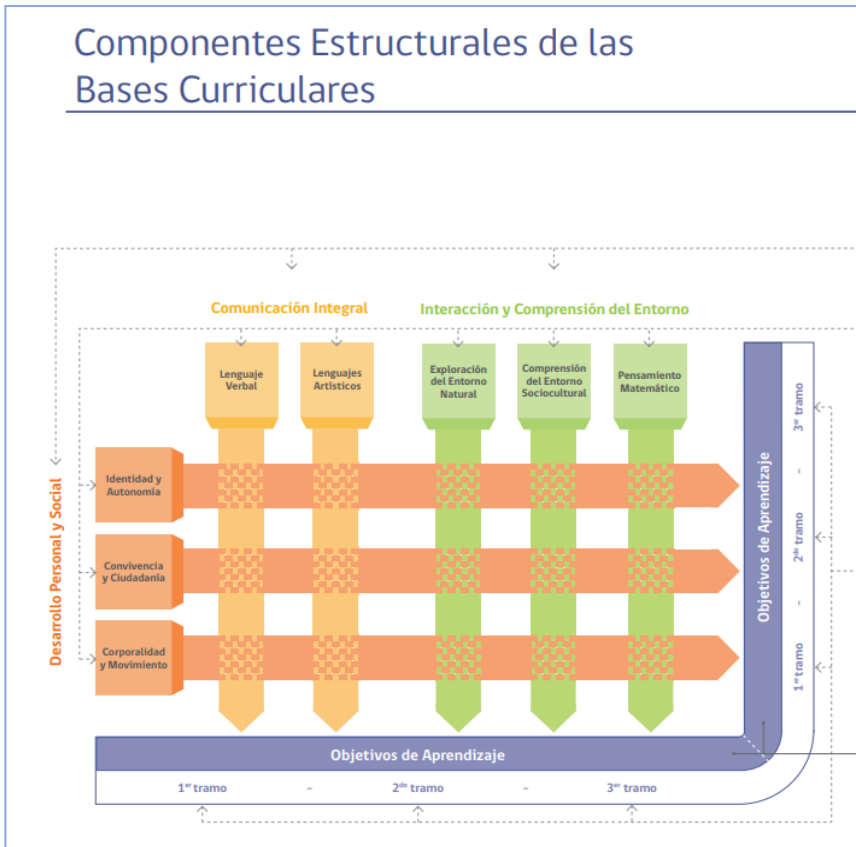 Componentes Estructurales de las
Bases Curriculares
Comunicación Integral
Interacción y Comprensión del Entorno
Lenguaje
Verbal
Lenguajes
Artísticos
Exploración
del Entorno
Natural
Comprensión
del Entorno
Sociocultural
Pensamiento
Matemático
Desarrollo Personal y Social
Identidad y
Autonomía
Convivencia
y Ciudadanía
Corporalidad
y Movimiento
Objetivos de Aprendizaje
1er tramo – 2do tramo – 3er tramo
Objetivos de Aprendizaje
1er tramo – 2do tramo – 3er tramo